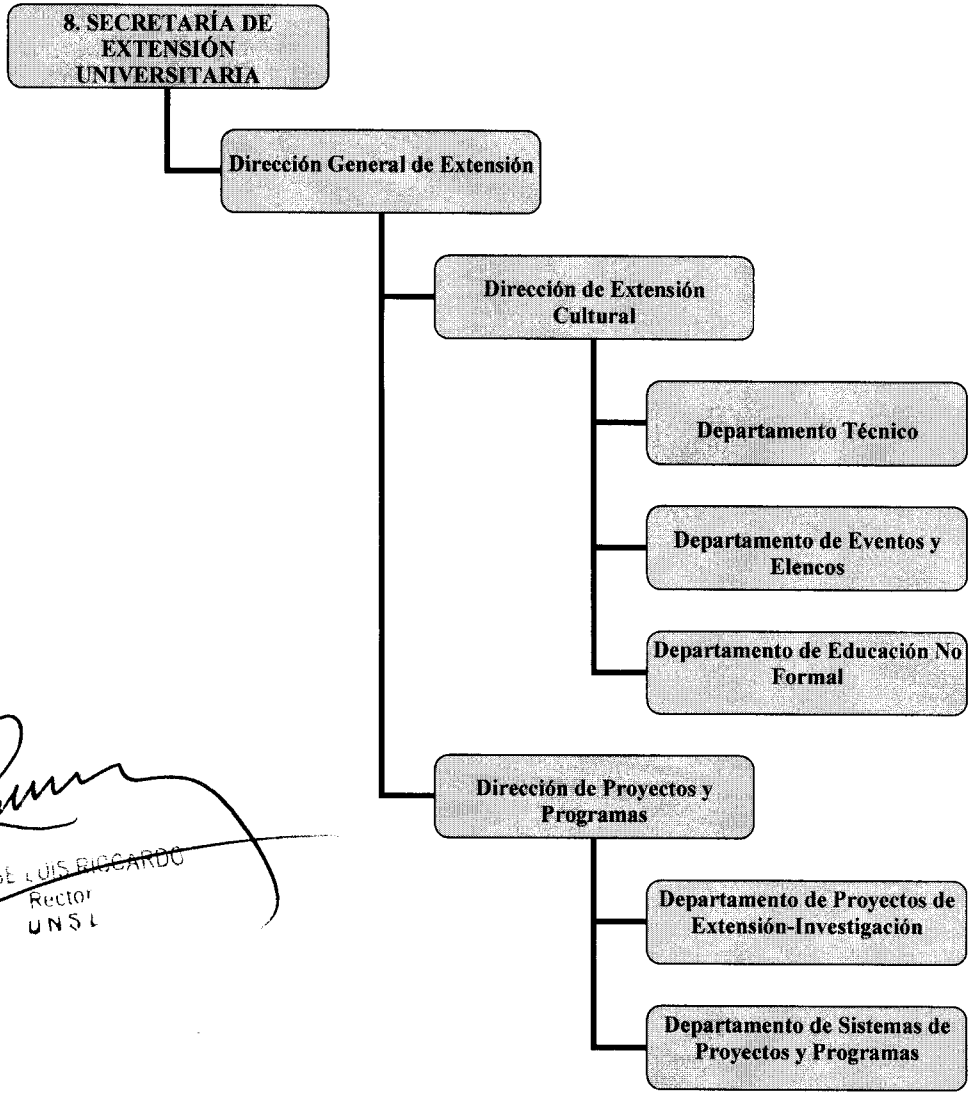 8. SECRETARÍA DE
EXTENSIÓN
UNIVERSITARIA
Dirección General de Extensión
Dirección de Extensión
Cultural
Departamento Técnico
Departamento de Eventos y
Elencos
Departamento de Educación No
Formal
Dirección de Proyectos y
Programas
Departamento de Proyectos de
Extensión-Investigación
Departamento de Sistemas de
Proyectos y Programas
LUIS RICCARDO
Rector
UNSL